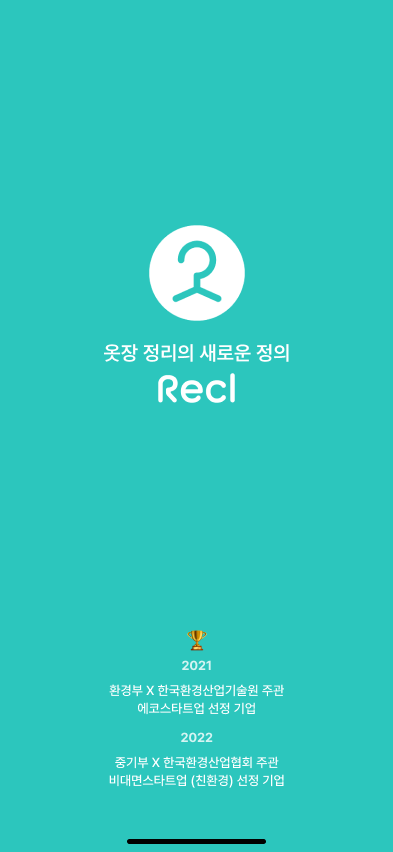 옷장 정리의 새로운 정의
Recl
2021
환경부 X 한국환경산업기술원 주관
에코스타트업 선정 기업
2022
중기부 X 한국환경산업협회 주관
비대면스타트업 (친환경) 선정 기업